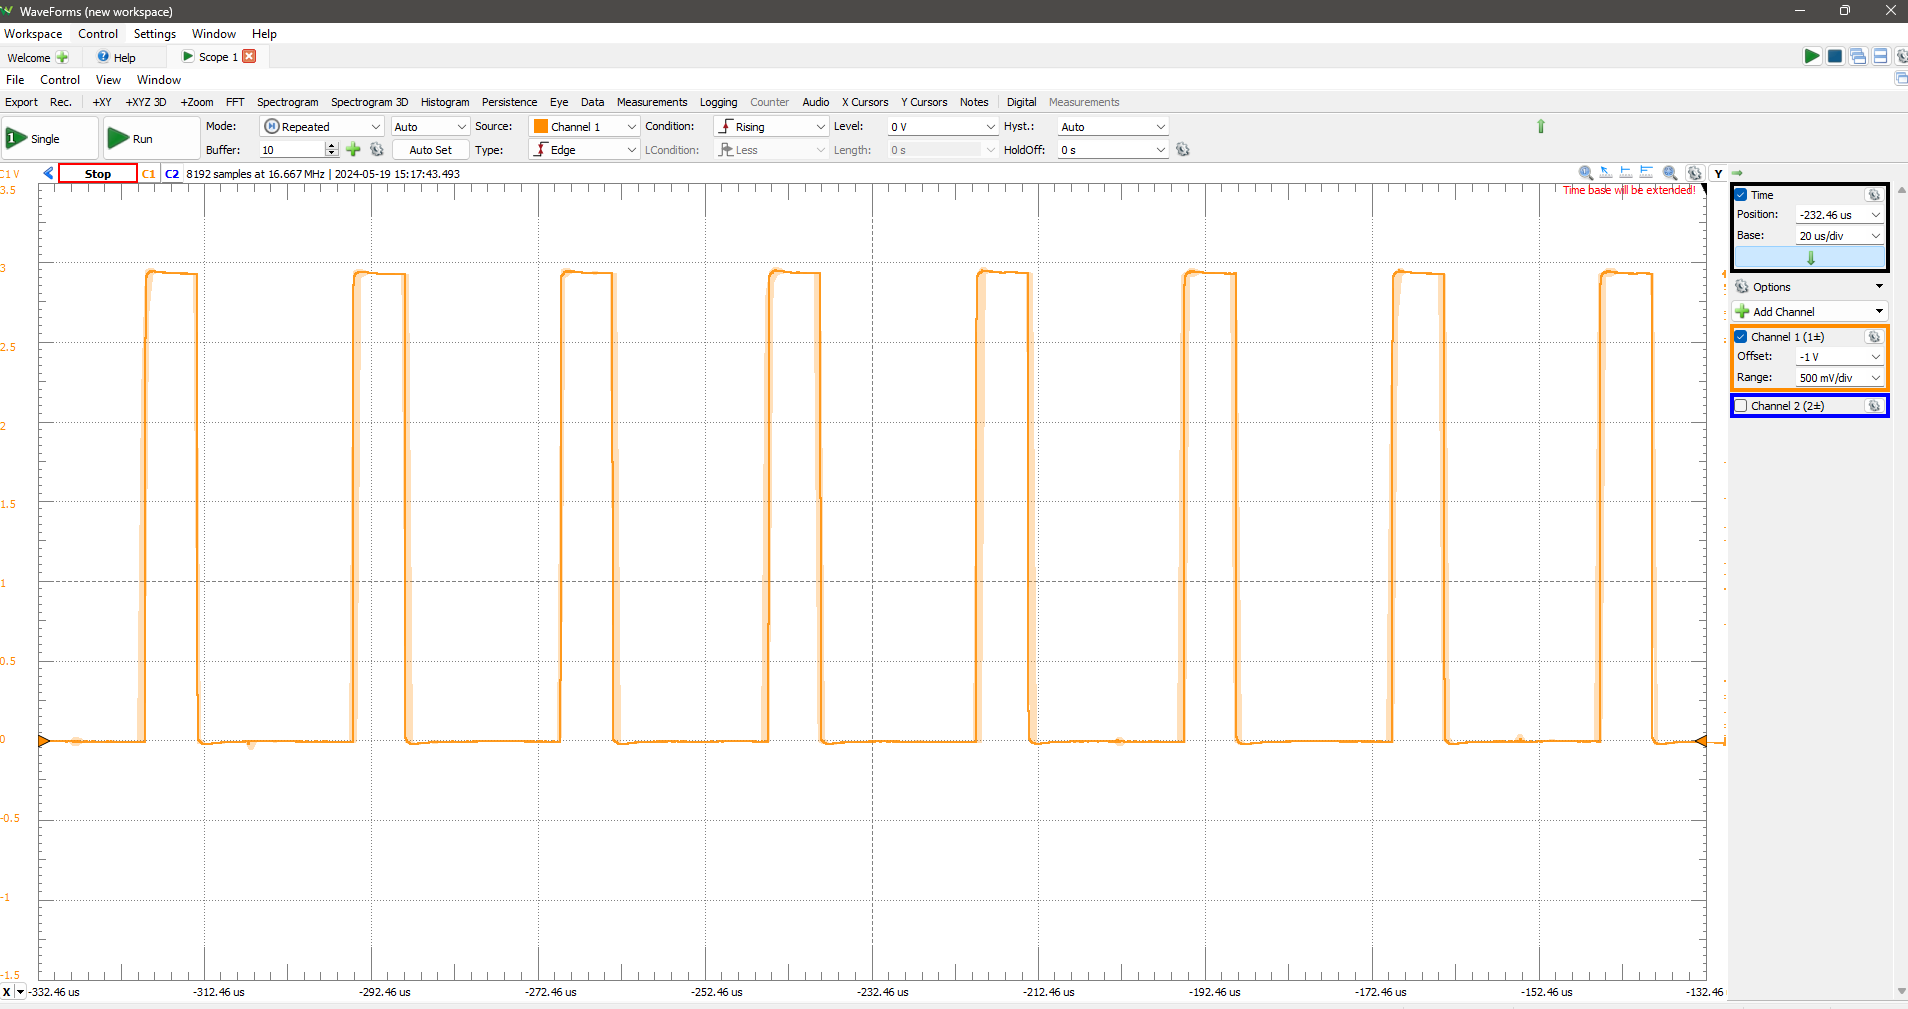 WaveForms (new workspace)
Workspace Control Settings Window Help
Welcome Help Scope 1
File Control View Window
Export Rec. +XY +XYZ 3D +Zoom FFT Spectrogram Spectrogram 3D Histogram Persistence Eye Data Measurements Logging Counter Audio X Cursors Y Cursors Notes Digital Measurements
1 Single Run Mode: Repeated Auto Source: Channel 1 Condition: Rising Level: 0 V Hyst.: Auto
Buffer: 10 Auto Set Type: Edge LCondition: Less Length: 0 s HoldOff: 0 s
C1 V Stop C1 C2 8192 samples at 16.667 MHz | 2024-05-19 15:17:43.493 Y
Time base will be extended!
3.5
3
2.5
2
1.5
1
0.5
0
-0.5
-1
-1.5
X -332.46 us -312.46 us -292.46 us -272.46 us -252.46 us -232.46 us -212.46 us -192.46 us -172.46 us -152.46 us -132.46
Time
Position: -232.46 us
Base: 20 us/div
Options
Add Channel
Channel 1 (1±)
Offset: -1 V
Range: 500 mV/div
Channel 2 (2±)